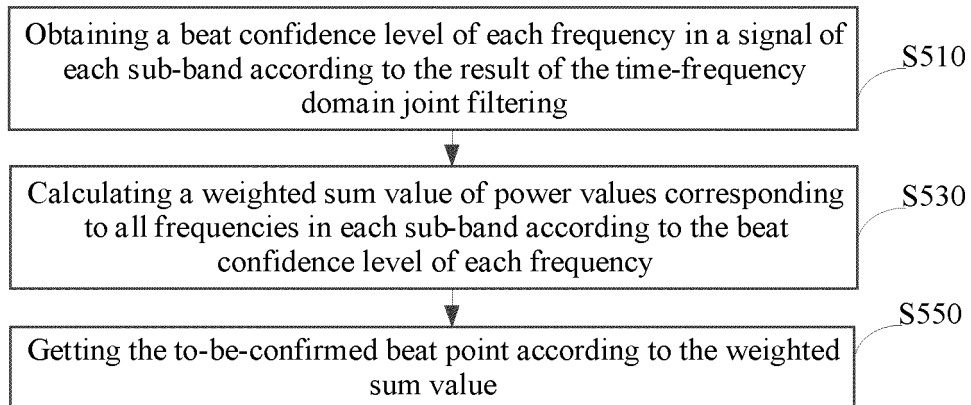 Obtaining a beat confidence level of each frequency in a signal of
each sub-band according to the result of the time-frequency
domain joint filtering
S510
Calculating a weighted sum value of power values corresponding
to all frequencies in each sub-band according to the beat
confidence level of each frequency
S530
Getting the to-be-confirmed beat point according to the weighted
sum value
S550